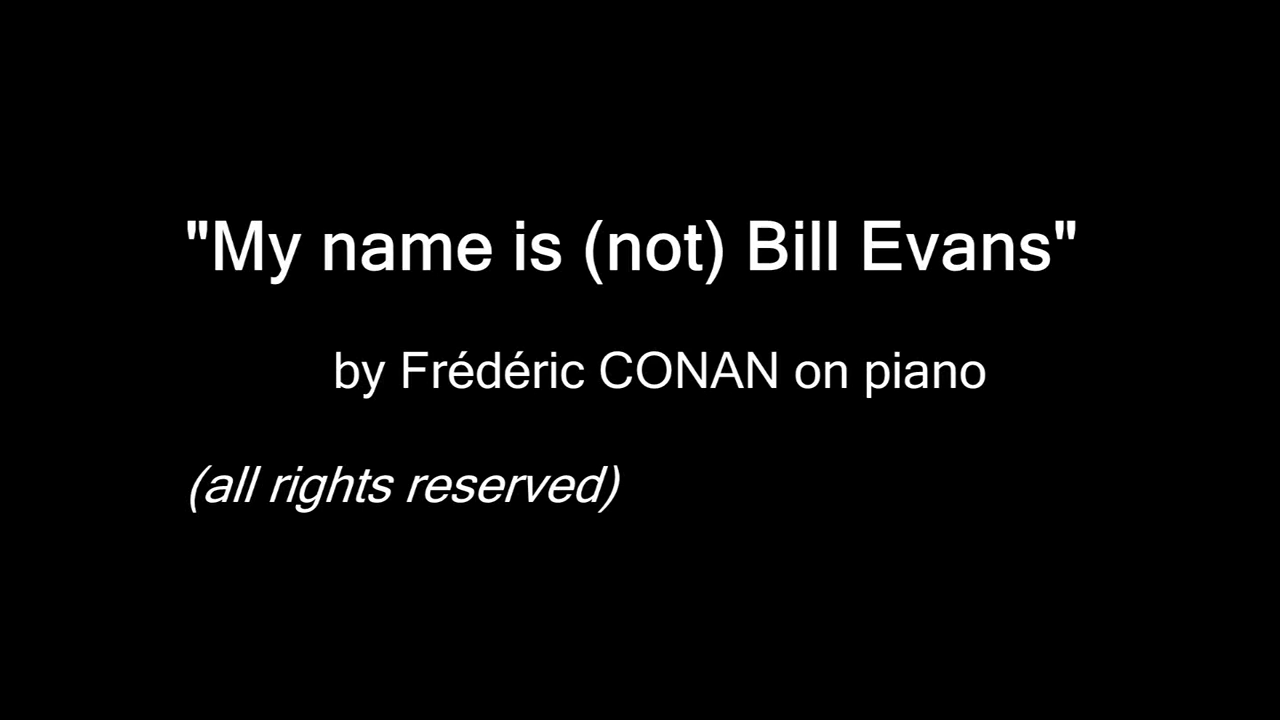 "My name is (not) Bill Evans"
by Frédéric CONAN on piano
(all rights reserved)